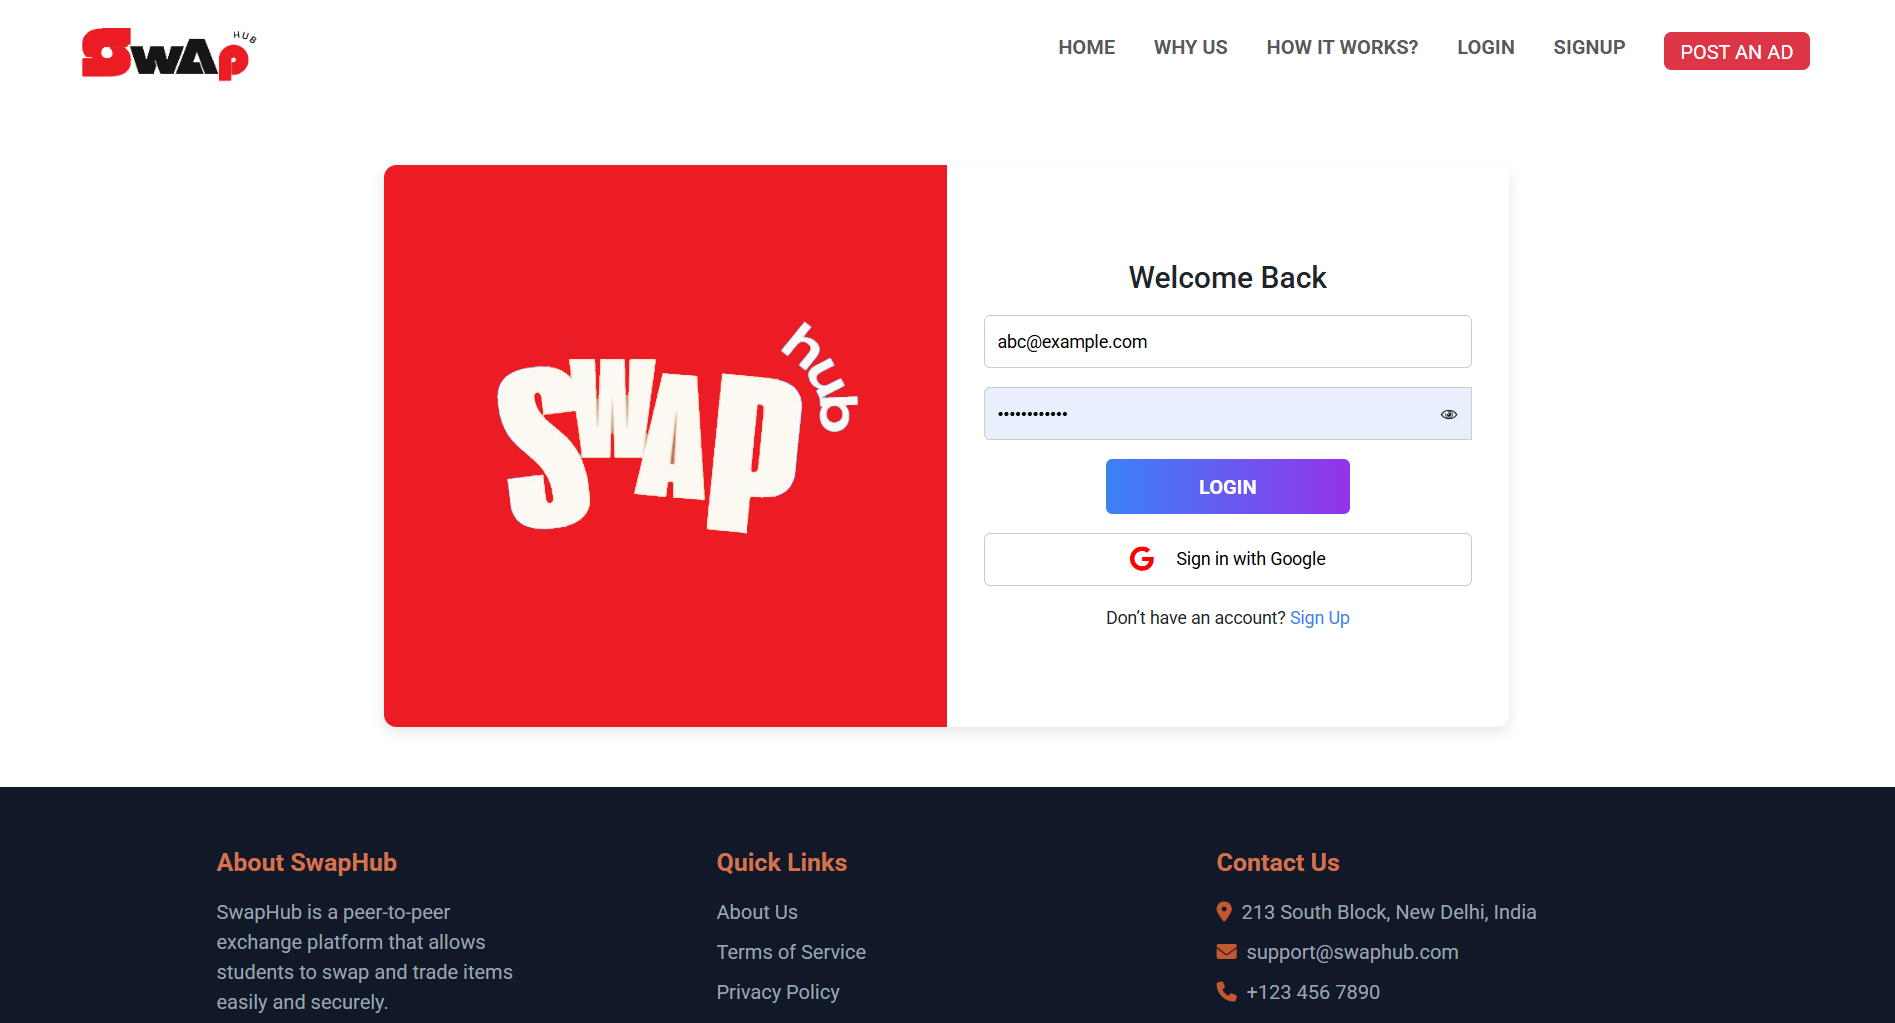 SwAp HUB
HOME WHY US HOW IT WORKS? LOGIN SIGNUP POST AN AD
SWAP hub
Welcome Back
abc@example.com
••••••••••••
LOGIN
G Sign in with Google
Don’t have an account? Sign Up
About SwapHub
SwapHub is a peer-to-peer
exchange platform that allows
students to swap and trade items
easily and securely.
Quick Links
About Us
Terms of Service
Privacy Policy
Contact Us
213 South Block, New Delhi, India
support@swaphub.com
+123 456 7890